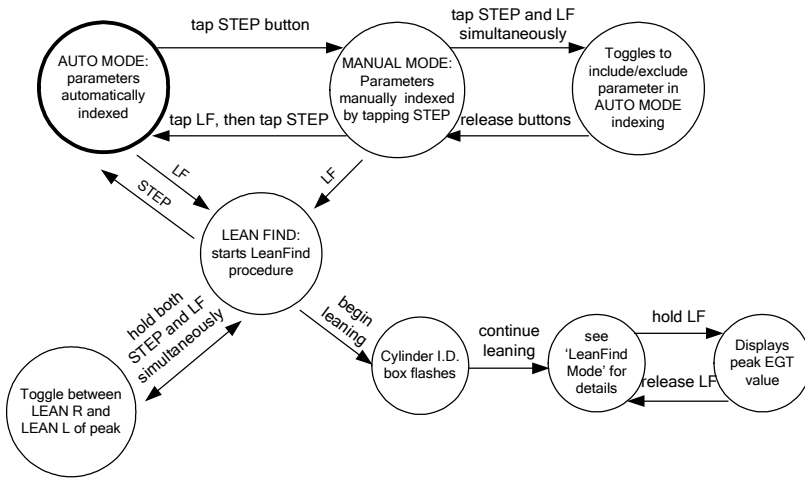 tap STEP button
tap STEP and LF
simultaneously
AUTO MODE:
parameters
automatically
indexed
MANUAL MODE:
Parameters
manually indexed
by tapping STEP
Toggles to
include/exclude
parameter in
AUTO MODE
indexing
tap LF, then tap STEP
release buttons
LF
STEP
LF
LEAN FIND:
starts LeanFind
procedure
hold both
STEP and LF
simultaneously
begin
leaning
Toggle between
LEAN R and
LEAN L of peak
Cylinder I.D.
box flashes
continue
leaning
see
‘LeanFind
Mode’ for
details
hold LF
release LF
Displays
peak EGT
value